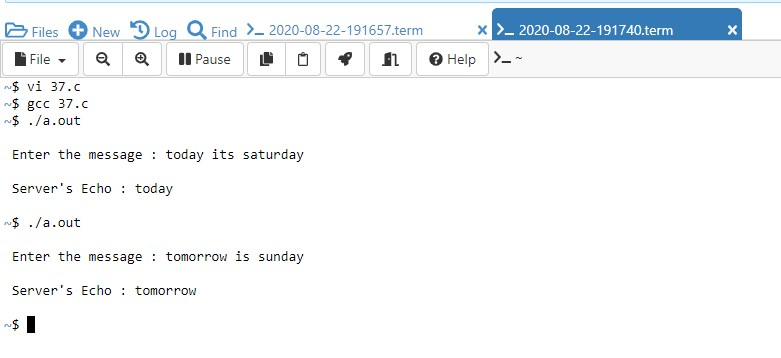 Files New Log Find >_ 2020-08-22-191657.term × >_ 2020-08-22-191740.term ×
File Pause Help >_ ~
~$ vi 37.c
~$ gcc 37.c
~$ ./a.out
Enter the message : today its saturday
Server's Echo : today
~$ ./a.out
Enter the message : tomorrow is sunday
Server's Echo : tomorrow
~$